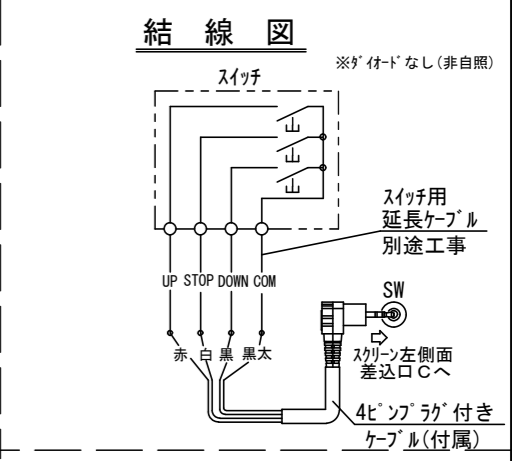 結線図
※ダイオードなし(非自照)
スイッチ
スイッチ用
延長ケーブル
別途工事
UP STOP DOWN COM
SW
赤 白 黒 黒太
スクリーン左側面
差込口Cへ
4ピンプラグ付き
ケーブル(付属)